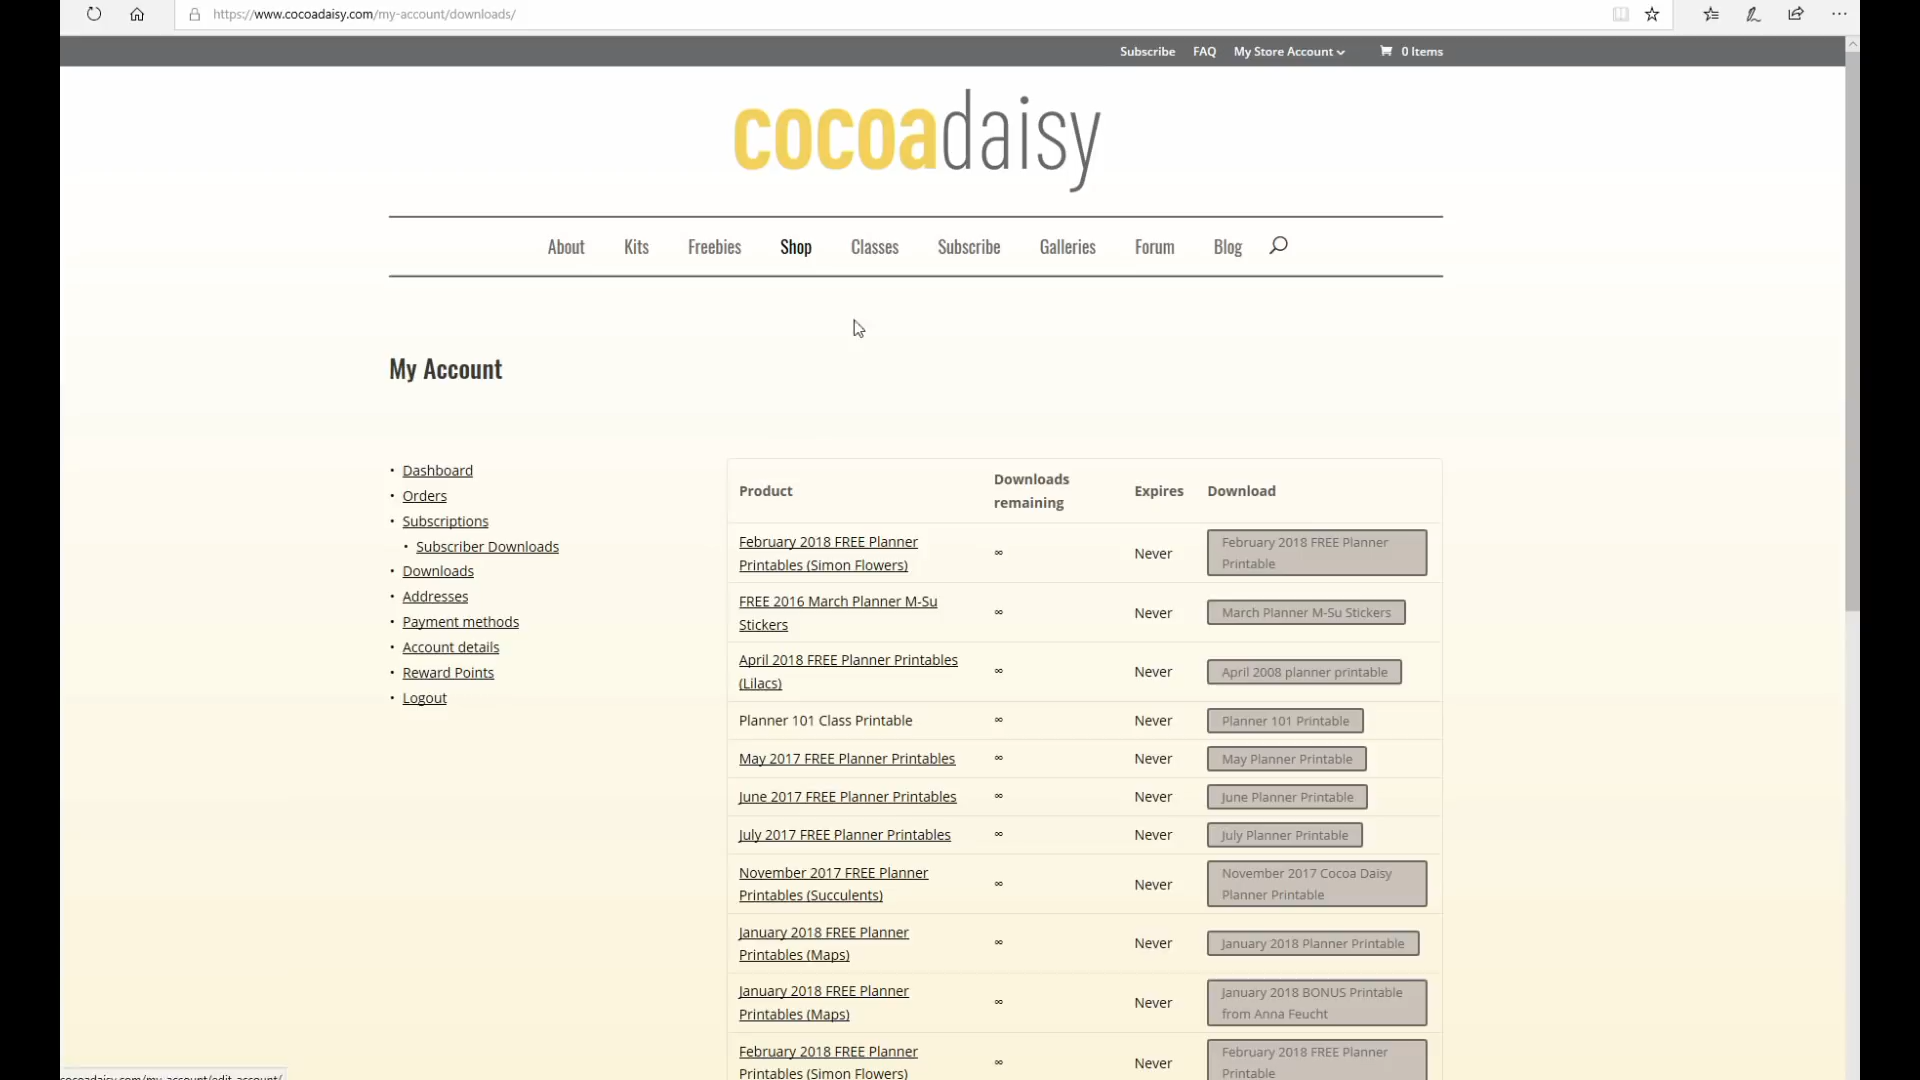 https://www.cocoadaisy.com/my-account/downloads/
Subscribe FAQ My Store Account 0 Items
cocoadaisy
About Kits Freebies Shop Classes Subscribe Galleries Forum Blog
My Account
• Dashboard
• Orders
• Subscriptions
• Subscriber Downloads
• Downloads
• Addresses
• Payment methods
• Account details
• Reward Points
• Logout
Product Downloads remaining Expires Download
February 2018 FREE Planner
Printables (Simon Flowers)
∞ Never
February 2018 FREE Planner
Printable
FREE 2016 March Planner M-Su
Stickers
∞ Never
March Planner M-Su Stickers
April 2018 FREE Planner Printables
(Lilacs)
∞ Never
April 2008 planner printable
Planner 101 Class Printable ∞ Never Planner 101 Printable
May 2017 FREE Planner Printables ∞ Never May Planner Printable
June 2017 FREE Planner Printables ∞ Never June Planner Printable
July 2017 FREE Planner Printables ∞ Never July Planner Printable
November 2017 FREE Planner
Printables (Succulents)
∞ Never
November 2017 Cocoa Daisy
Planner Printable
January 2018 FREE Planner
Printables (Maps)
∞ Never
January 2018 Planner Printable
January 2018 FREE Planner
Printables (Maps)
∞ Never
January 2018 BONUS Printable
from Anna Feucht
February 2018 FREE Planner
Printables (Simon Flowers)
∞ Never
February 2018 FREE Planner
Printable
cocoadaisy.com/my-account/edit-account/